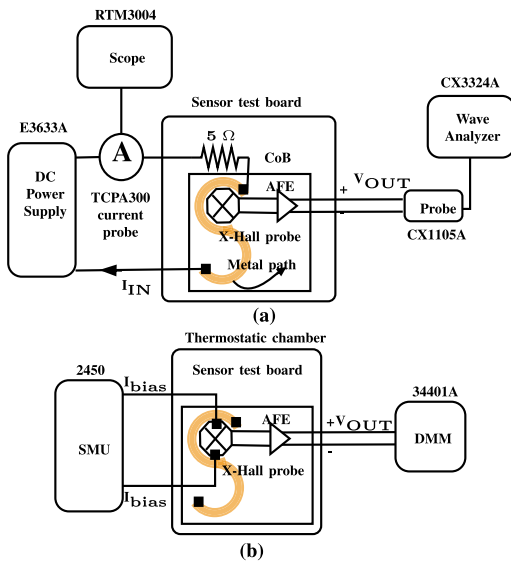 RTM3004
Scope
CX3324A
Wave
Analyzer
Sensor test board
E3633A
DC
Power
Supply
A
TCPA300
current
probe
5 Ω
CoB
AFE
+ VOUT
-
Probe
CX1105A
X-Hall probe
Metal path
IIN
(a)
Thermostatic chamber
Sensor test board
2450
SMU
Ibias
Ibias
AFE
+VOUT
-
34401A
DMM
X-Hall probe
(b)